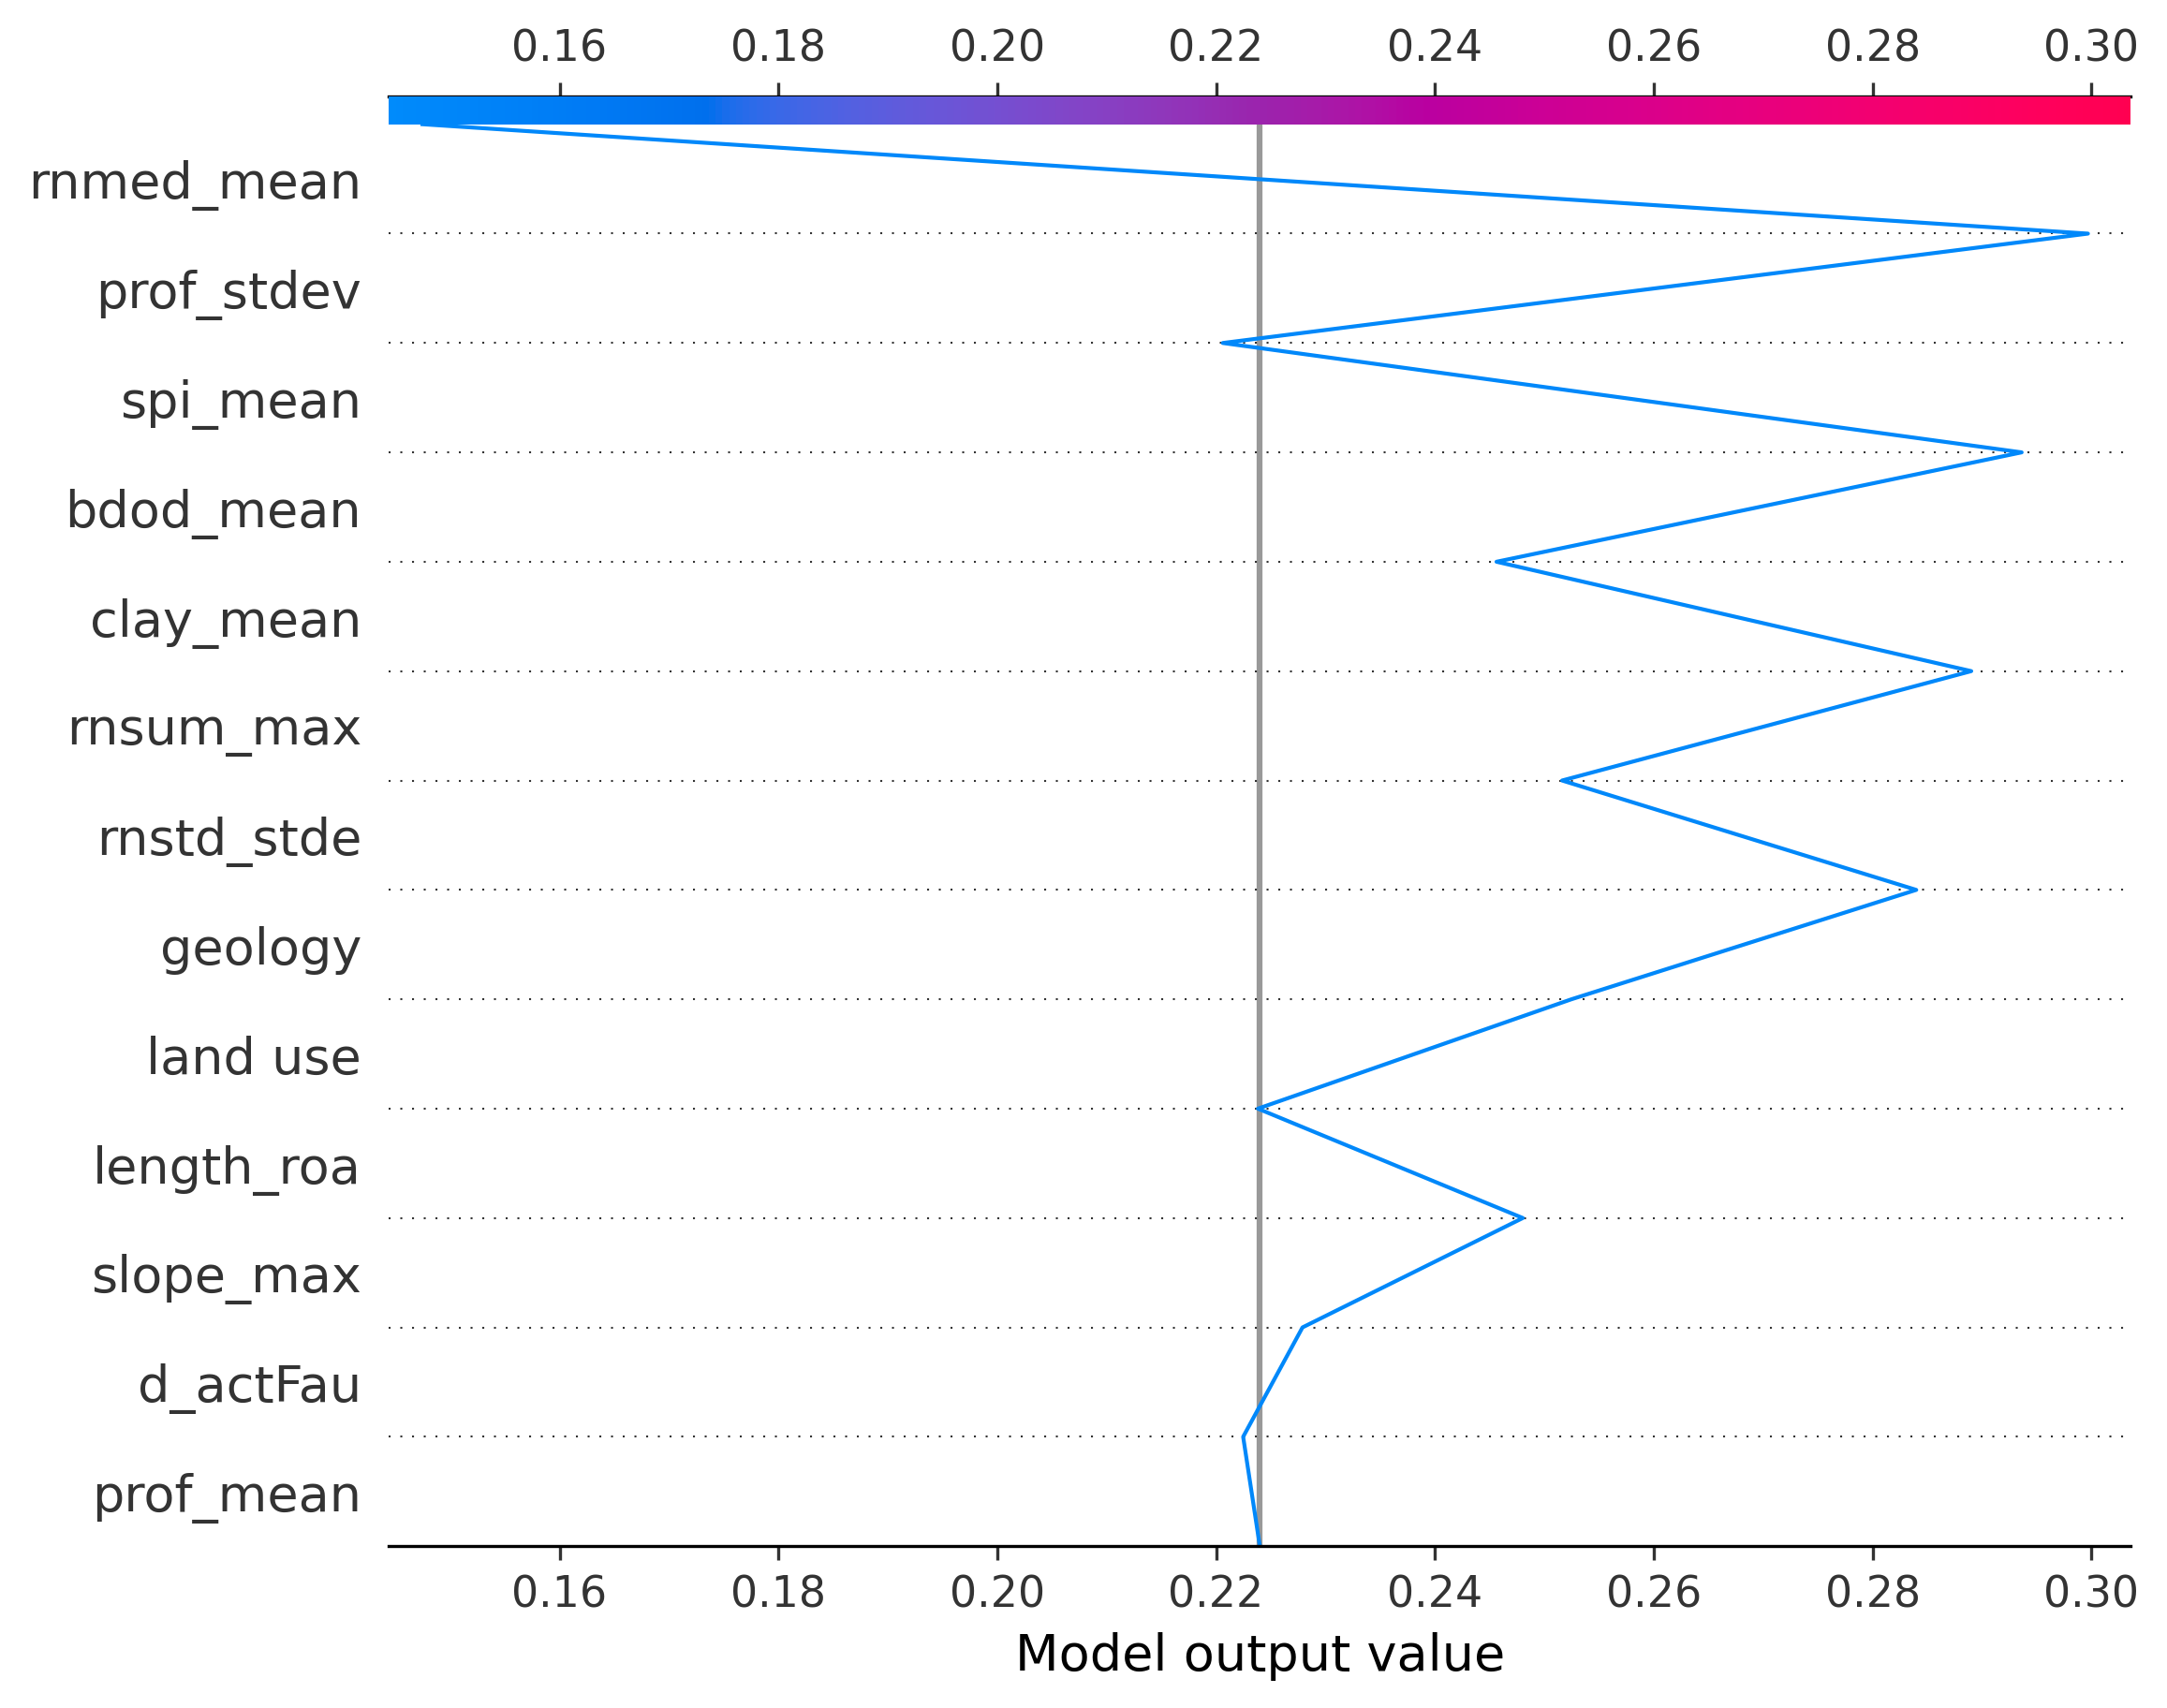 0.16 0.18 0.20 0.22 0.24 0.26 0.28 0.30
rnmed_mean
prof_stdev
spi_mean
bdod_mean
clay_mean
rnsum_max
rnstd_stde
geology
land use
length_roa
slope_max
d_actFau
prof_mean
0.16 0.18 0.20 0.22 0.24 0.26 0.28 0.30
Model output value